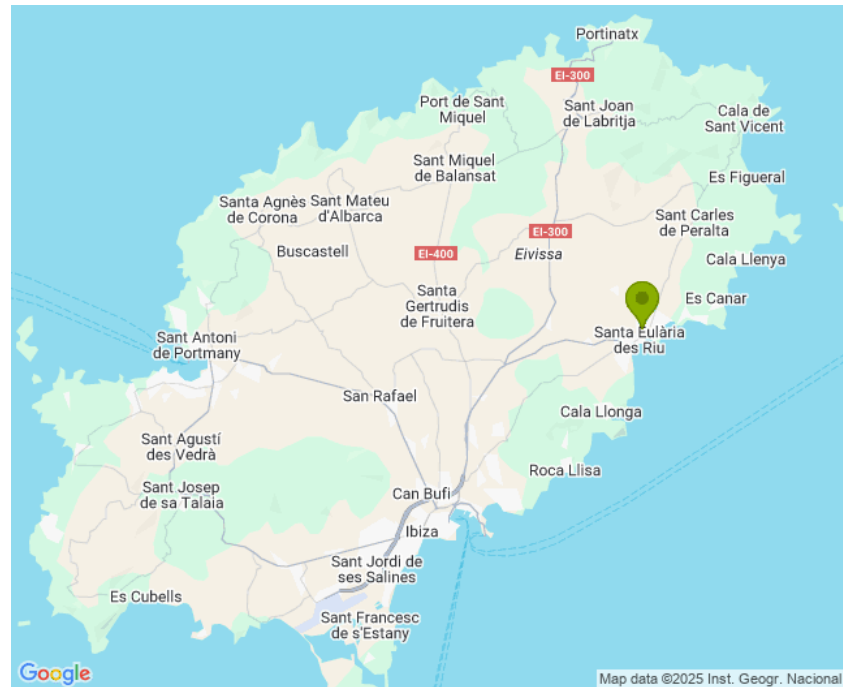 Portinatx
EI-300
Port de Sant
Miquel
Sant Joan
de Labritja
Cala de
Sant Vicent
Sant Miquel
de Balansat
Es Figueral
Santa Agnès
de Corona
Sant Mateu
d'Albarca
Sant Carles
de Peralta
EI-300
Buscastell
EI-400
Eivissa
Cala Llenya
Santa
Gertrudis
de Fruitera
Es Canar
Sant Antoni
de Portmany
Santa Eulària
des Riu
San Rafael
Cala Llonga
Sant Agustí
des Vedrà
Roca Llisa
Sant Josep
de sa Talaia
Can Bufi
Ibiza
Sant Jordi de
ses Salines
Es Cubells
Sant Francesc
de s'Estany
Google
Map data ©2025 Inst. Geogr. Nacional